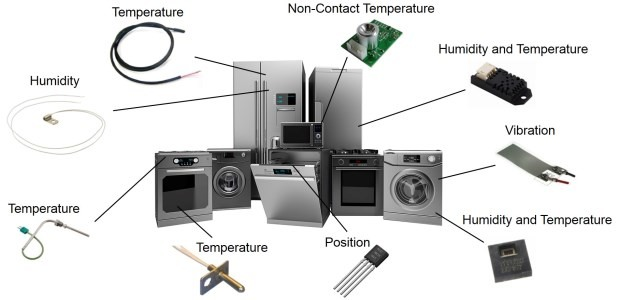 Temperature
Non-Contact Temperature
Humidity and Temperature
Humidity
Vibration
Temperature
Humidity and Temperature
Temperature
Position